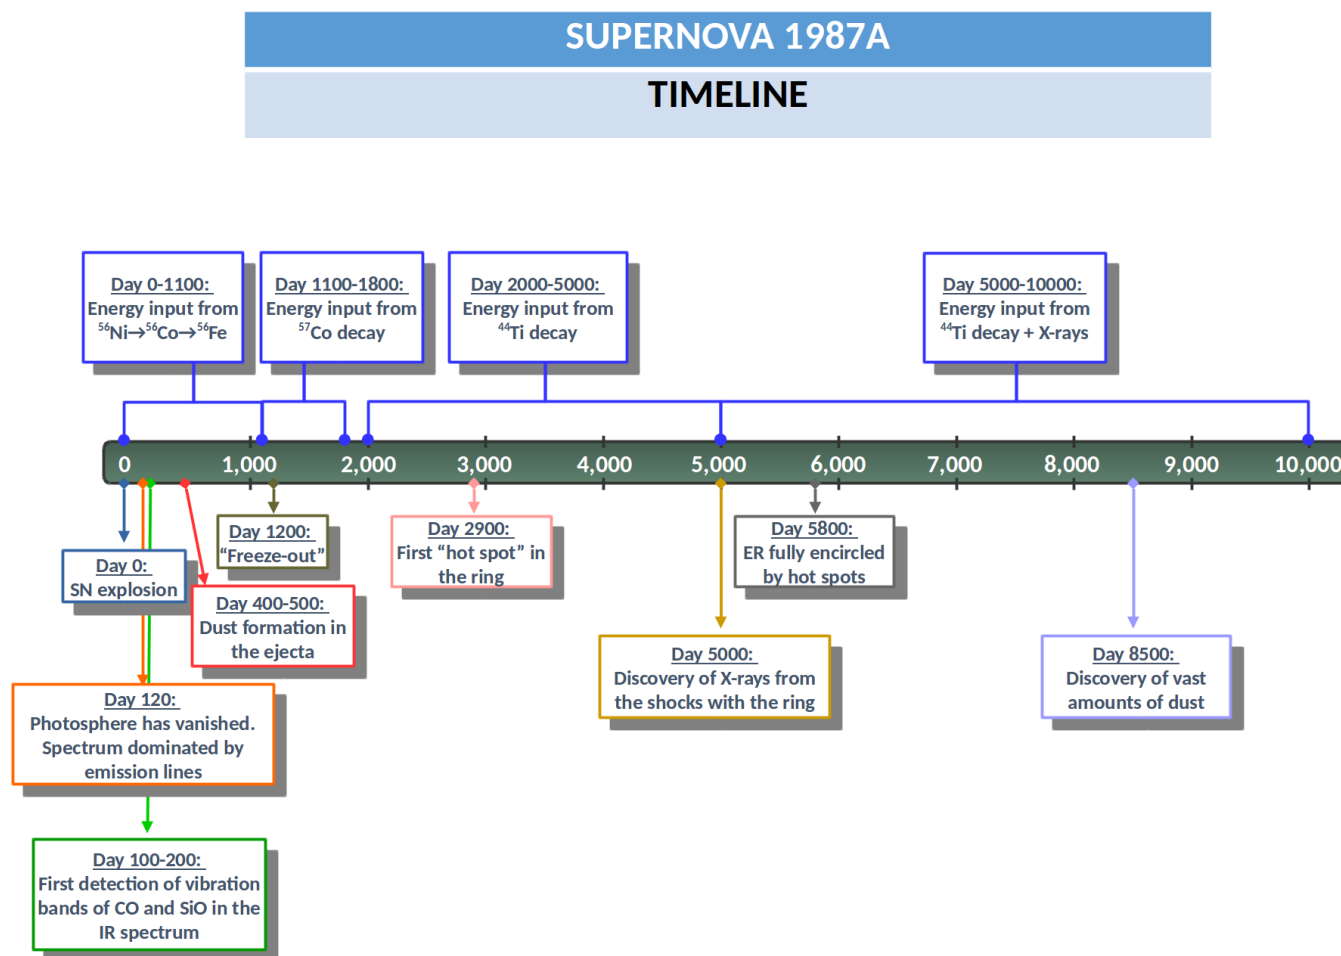 SUPERNOVA 1987A
TIMELINE
Day 0-1100:
Energy input from
⁵⁶Ni→⁵⁶Co→⁵⁶Fe
Day 1100-1800:
Energy input from
⁵⁷Co decay
Day 2000-5000:
Energy input from
⁴⁴Ti decay
Day 5000-10000:
Energy input from
⁴⁴Ti decay + X-rays
0 1,000 2,000 3,000 4,000 5,000 6,000 7,000 8,000 9,000 10,000
Day 0:
SN explosion
Day 1200:
“Freeze-out”
Day 2900:
First “hot spot” in
the ring
Day 5800:
ER fully encircled
by hot spots
Day 400-500:
Dust formation in
the ejecta
Day 5000:
Discovery of X-rays from
the shocks with the ring
Day 8500:
Discovery of vast
amounts of dust
Day 120:
Photosphere has vanished.
Spectrum dominated by
emission lines
Day 100-200:
First detection of vibration
bands of CO and SiO in the
IR spectrum